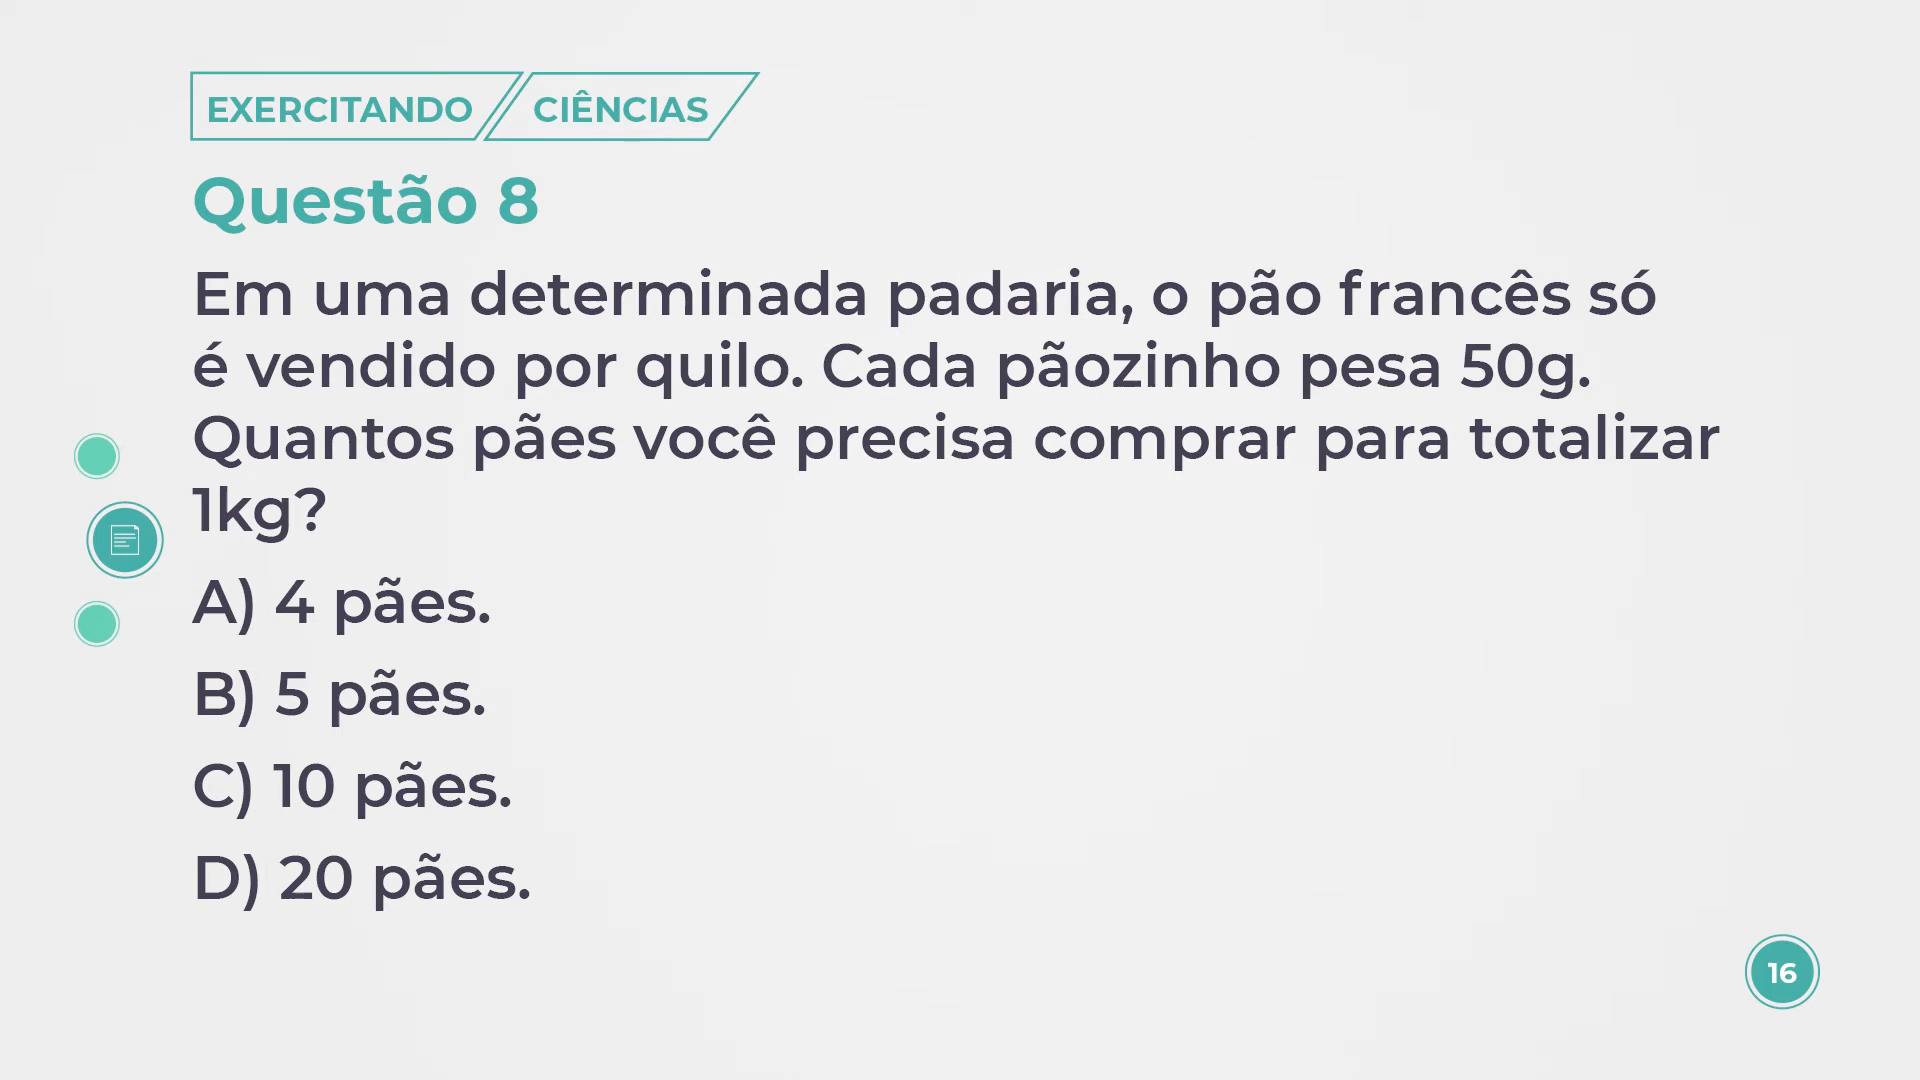 EXERCITANDO CIÊNCIAS
Questão 8
Em uma determinada padaria, o pão francês só
é vendido por quilo. Cada pãozinho pesa 50g.
Quantos pães você precisa comprar para totalizar
1kg?
A) 4 pães.
B) 5 pães.
C) 10 pães.
D) 20 pães.
16